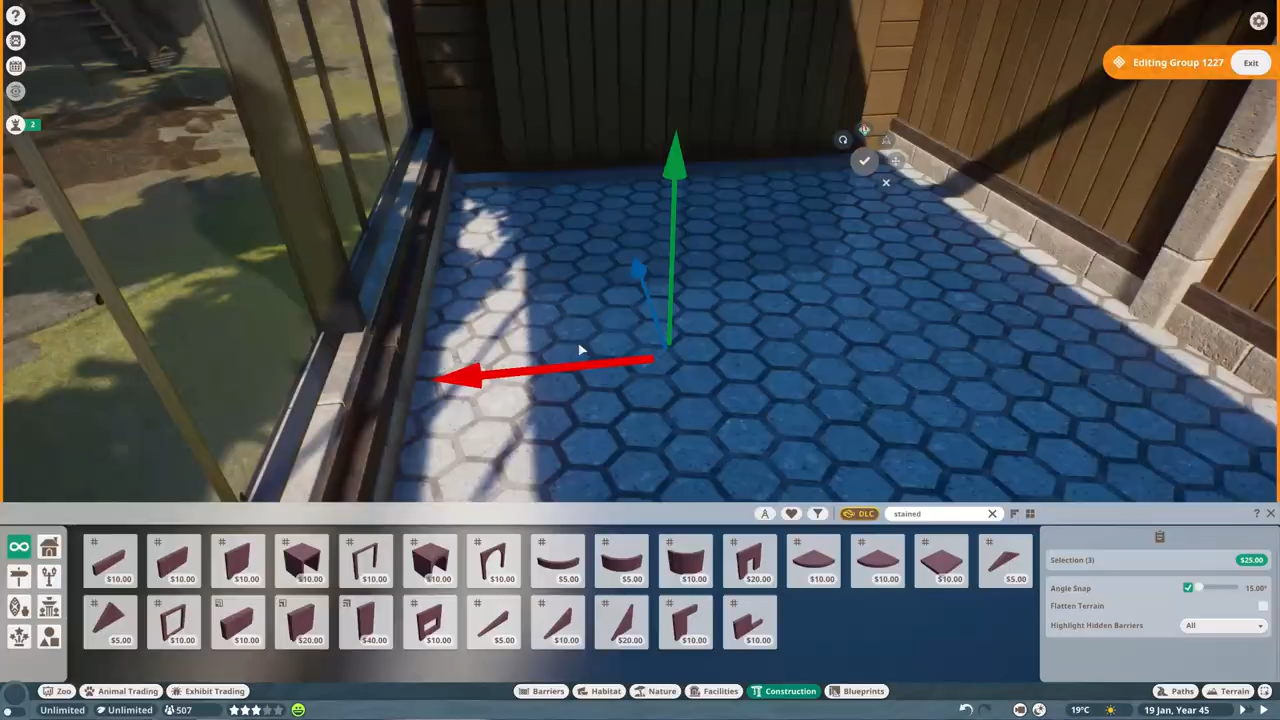 ?
Editing Group 1227 Exit
2
A DLC stained ?
$10.00 $10.00 $10.00 $10.00 $10.00 $10.00 $10.00 $5.00 $5.00 $10.00 $20.00 $10.00 $10.00 $10.00 $5.00
$5.00 $10.00 $10.00 $20.00 $40.00 $10.00 $5.00 $10.00 $20.00 $10.00 $10.00
Selection (3) $25.00
Angle Snap 15.00°
Flatten Terrain
Highlight Hidden Barriers All
Zoo Animal Trading Exhibit Trading Barriers Habitat Nature Facilities Construction Blueprints Paths Terrain
Unlimited Unlimited 507 19°C 19 Jan, Year 45